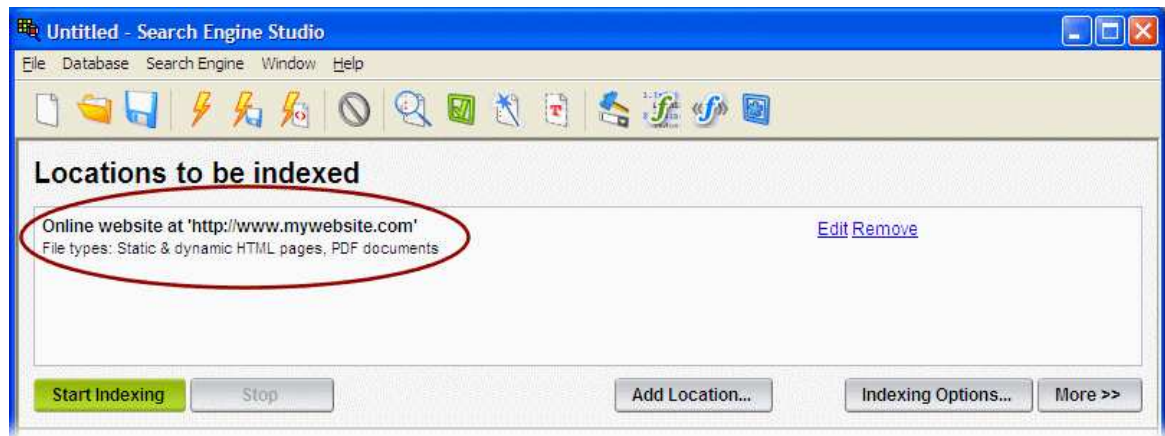 Untitled - Search Engine Studio
File Database Search Engine Window Help
Locations to be indexed
Online website at 'http://www.mywebsite.com' Edit Remove
File types: Static & dynamic HTML pages, PDF documents
Start Indexing Stop Add Location... Indexing Options... More >>